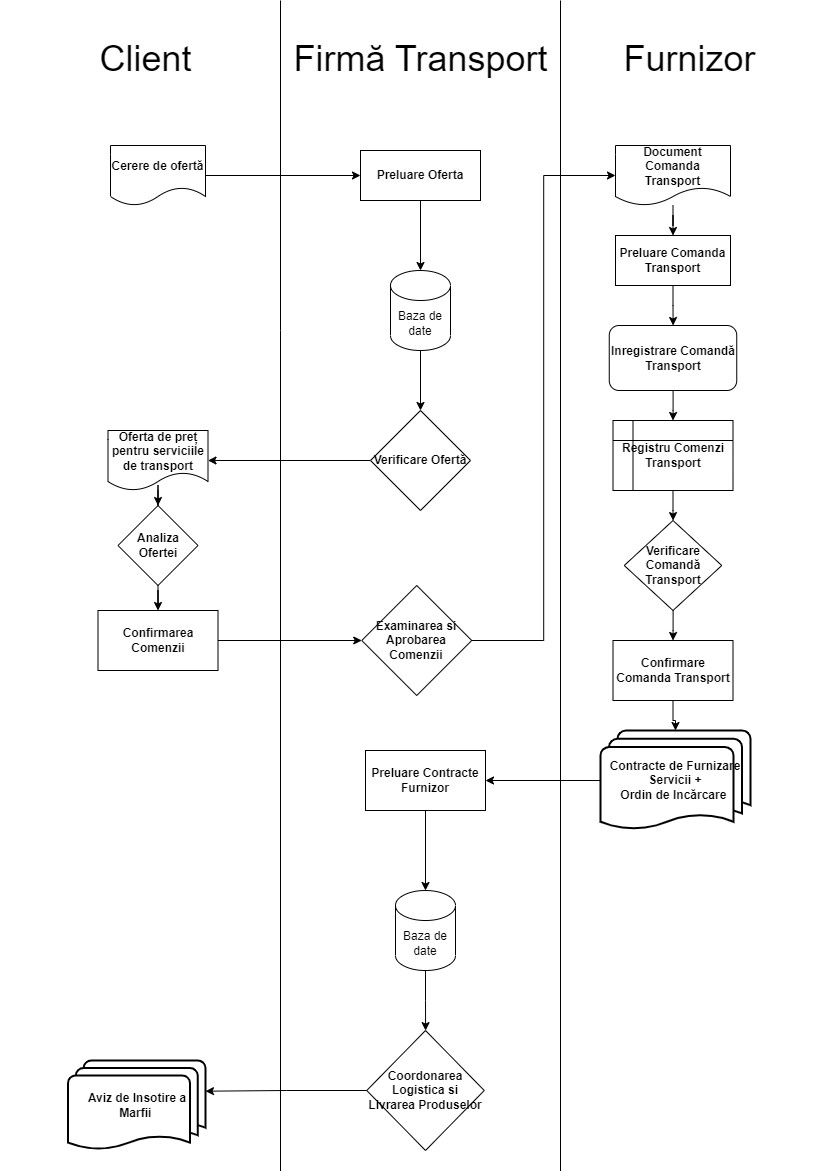 Client
Firmă Transport
Furnizor
Cerere de ofertă
Preluare Oferta
Document
Comanda
Transport
Preluare Comanda
Transport
Baza de
date
Inregistrare Comandă
Transport
Oferta de preț
pentru serviciile
de transport
Verificare Ofertă
Registru Comenzi
Transport
Analiza
Ofertei
Verificare
Comandă
Transport
Confirmarea
Comenzii
Examinarea si
Aprobarea
Comenzii
Confirmare
Comanda Transport
Preluare Contracte
Furnizor
Contracte de Furnizare
Servicii +
Ordin de Incărcare
Baza de
date
Coordonarea
Logistica si
Livrarea Produselor
Aviz de Insotire a
Marfii